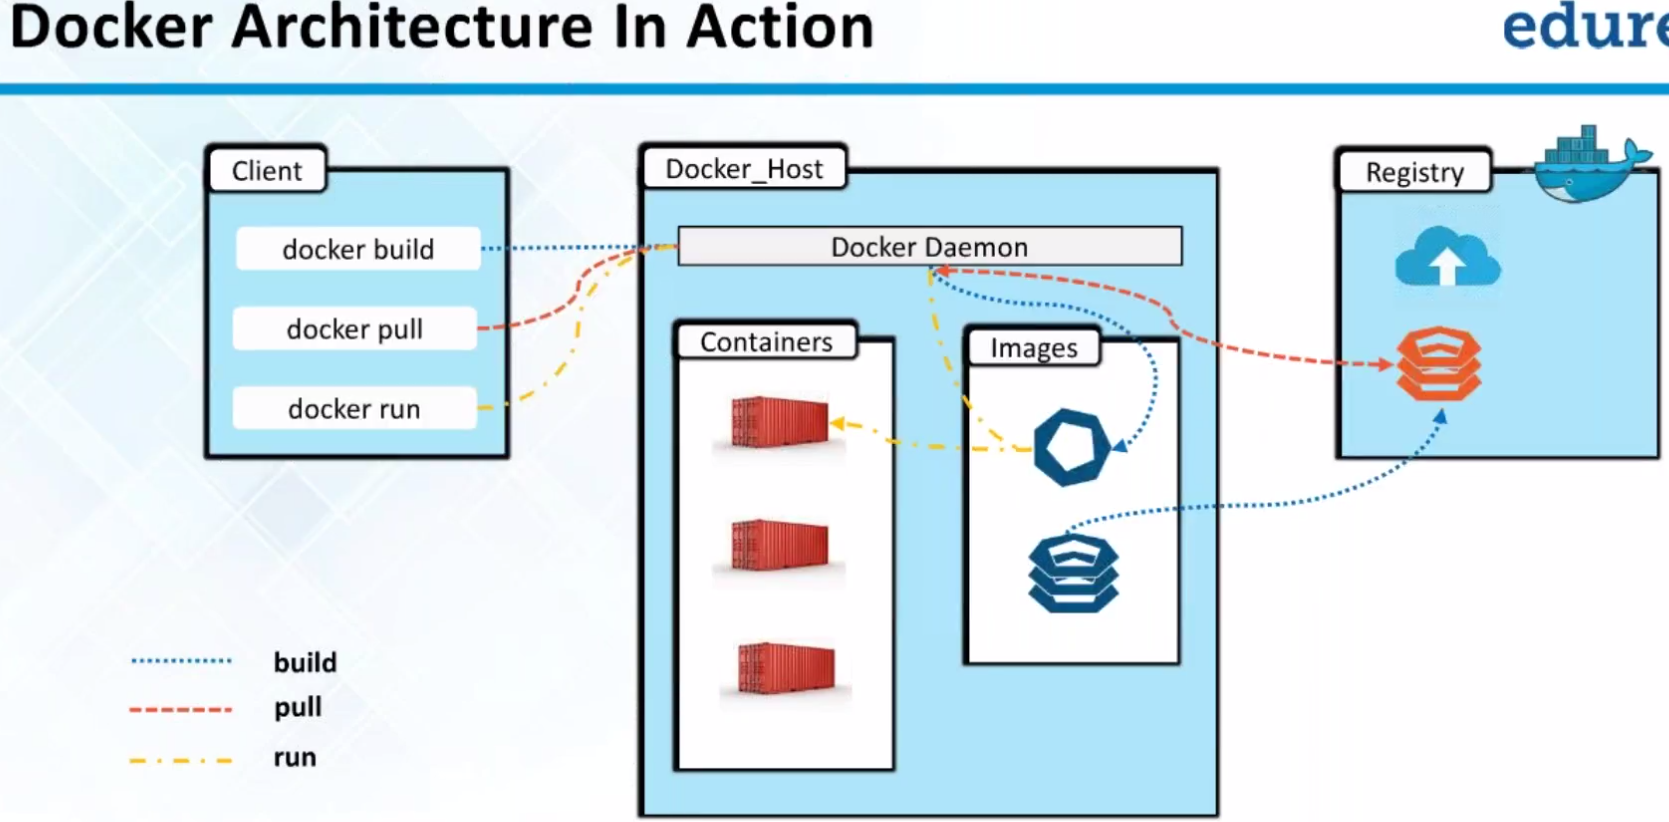 Docker Architecture In Action
edure
Client
docker build
docker pull
docker run
Docker_Host
Docker Daemon
Containers
Images
Registry
build
pull
run